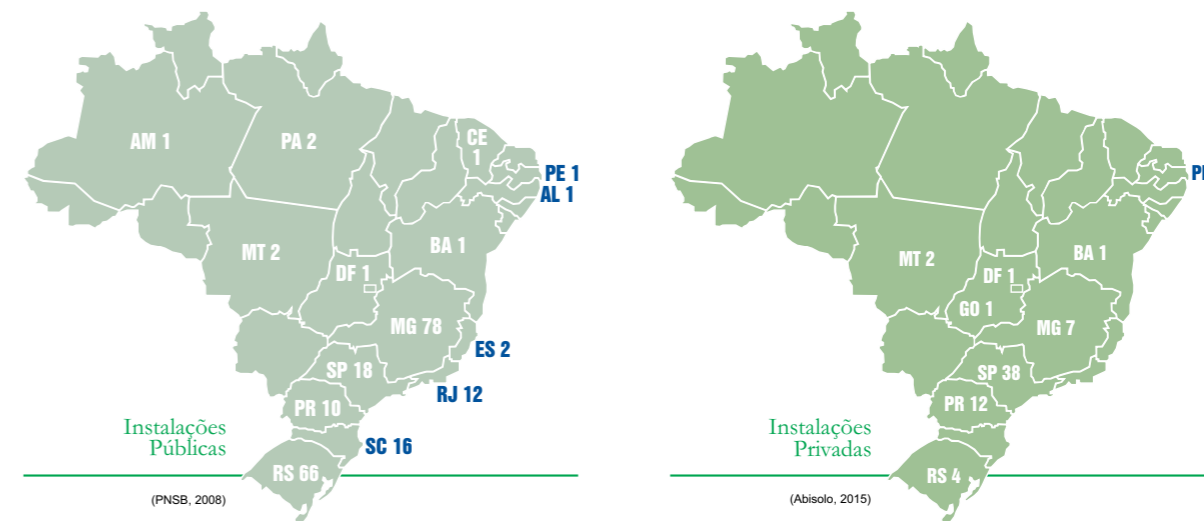 AM 1
PA 2
CE
1
PE 1
AL 1
MT 2
BA 1
DF 1
MG 78
ES 2
SP 18
RJ 12
PR 10
Instalações
Públicas
SC 16
RS 66
(PNSB, 2008)
MT 2
BA 1
DF 1
GO 1
MG 7
SP 38
PR 12
Instalações
Privadas
RS 4
(Abisolo, 2015)